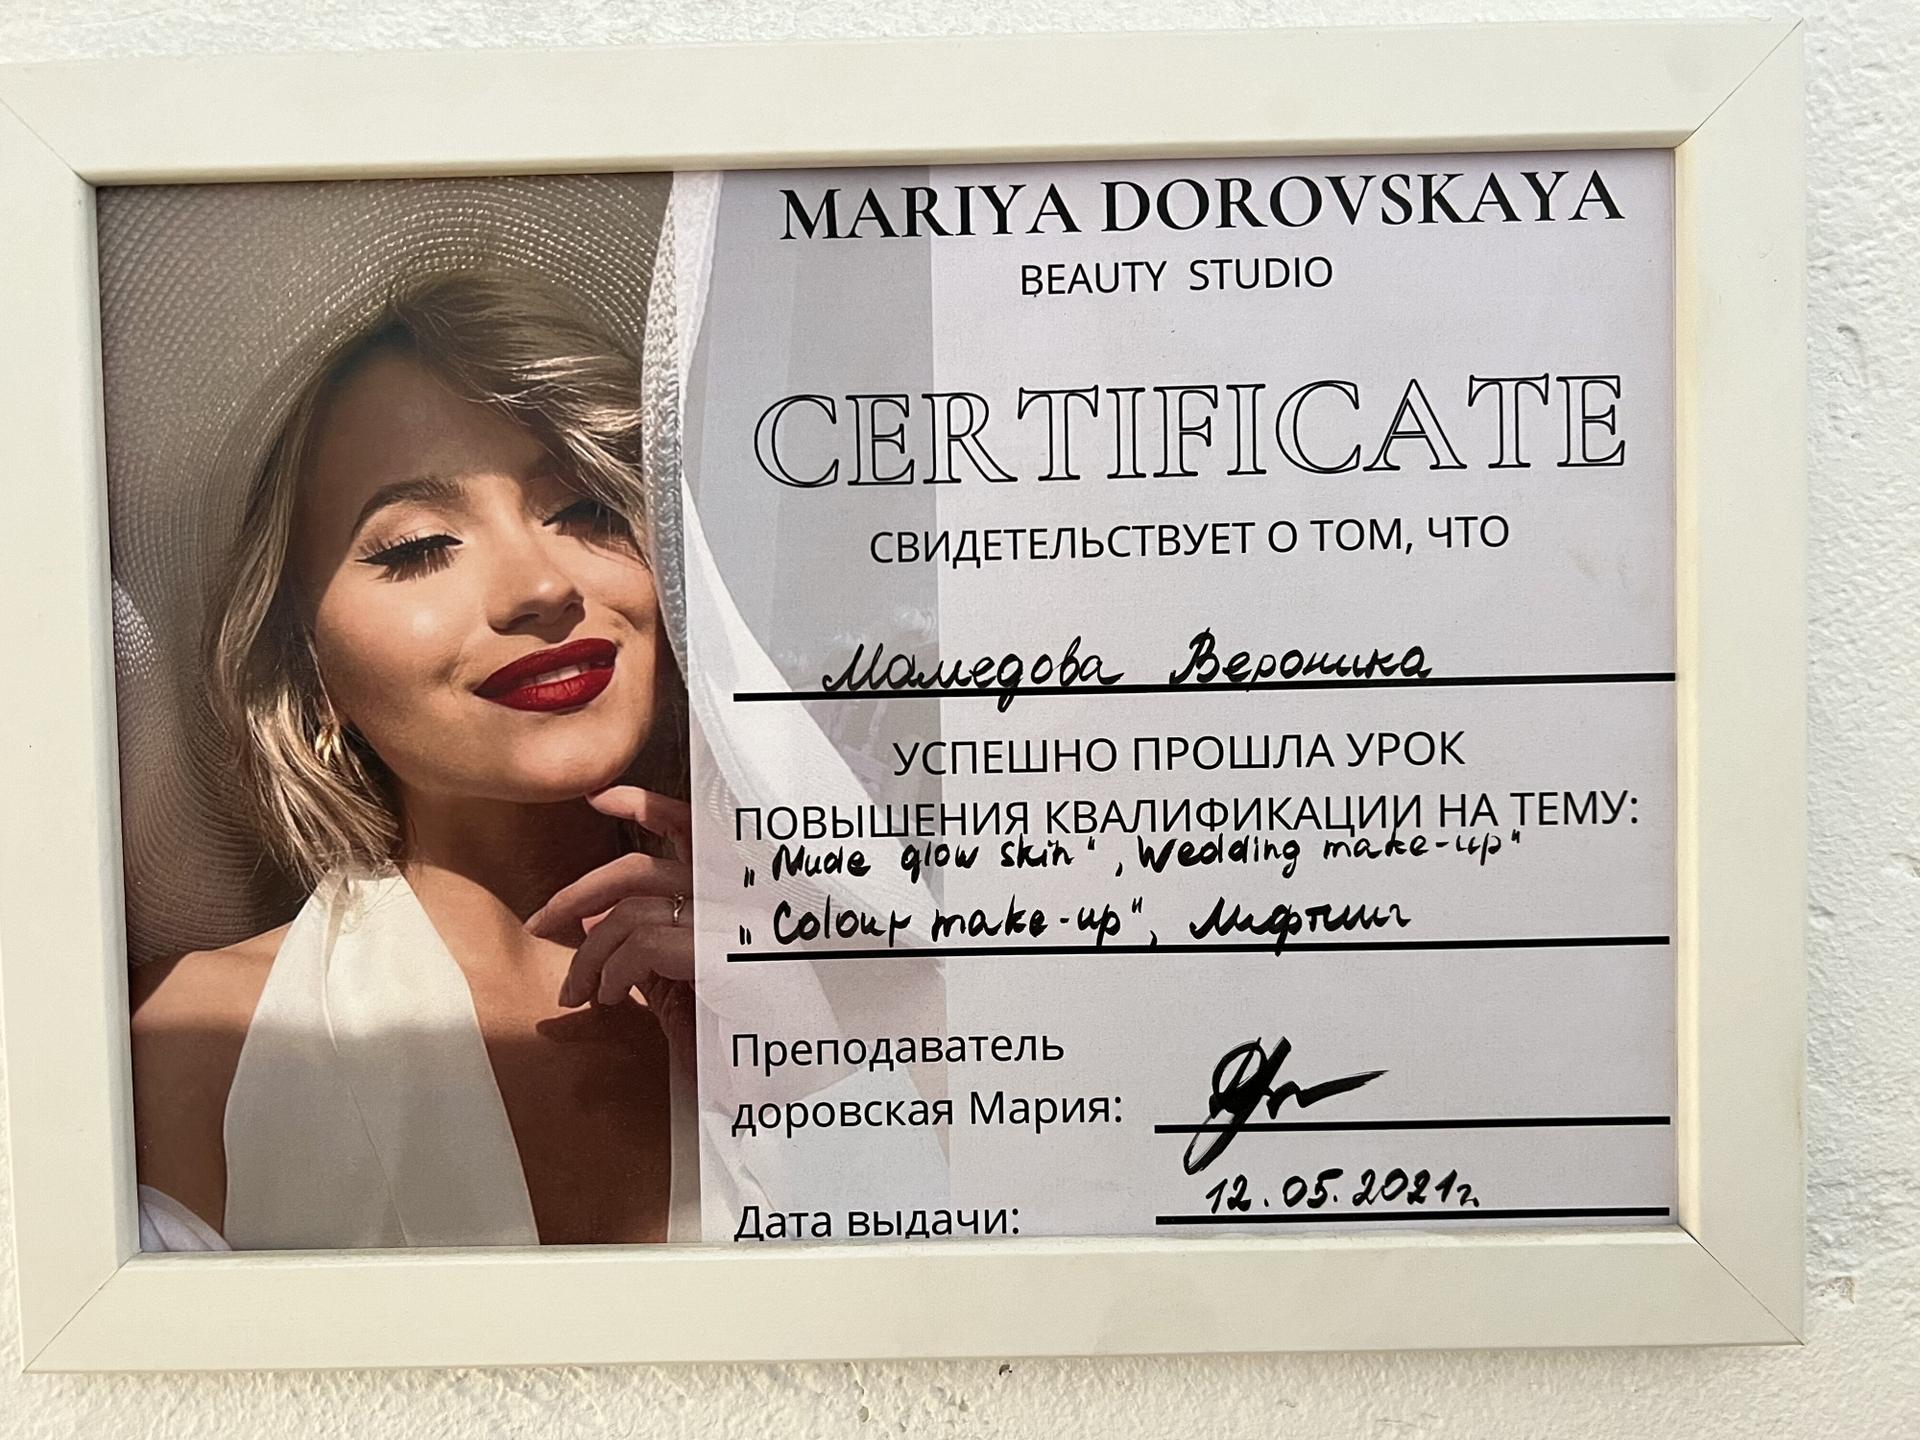 MARIYA DOROVSKAYA
BEAUTY STUDIO
CERTIFICATE
СВИДЕТЕЛЬСТВУЕТ О ТОМ, ЧТО
Мамедова Вероника
УСПЕШНО ПРОШЛА УРОК
ПОВЫШЕНИЯ КВАЛИФИКАЦИИ НА ТЕМУ:
„Nude glow skin“, „Wedding make-up"
„Colour make-up", Лифтинг
Преподаватель
доровская Мария:
12.05.2021г.
Дата выдачи: